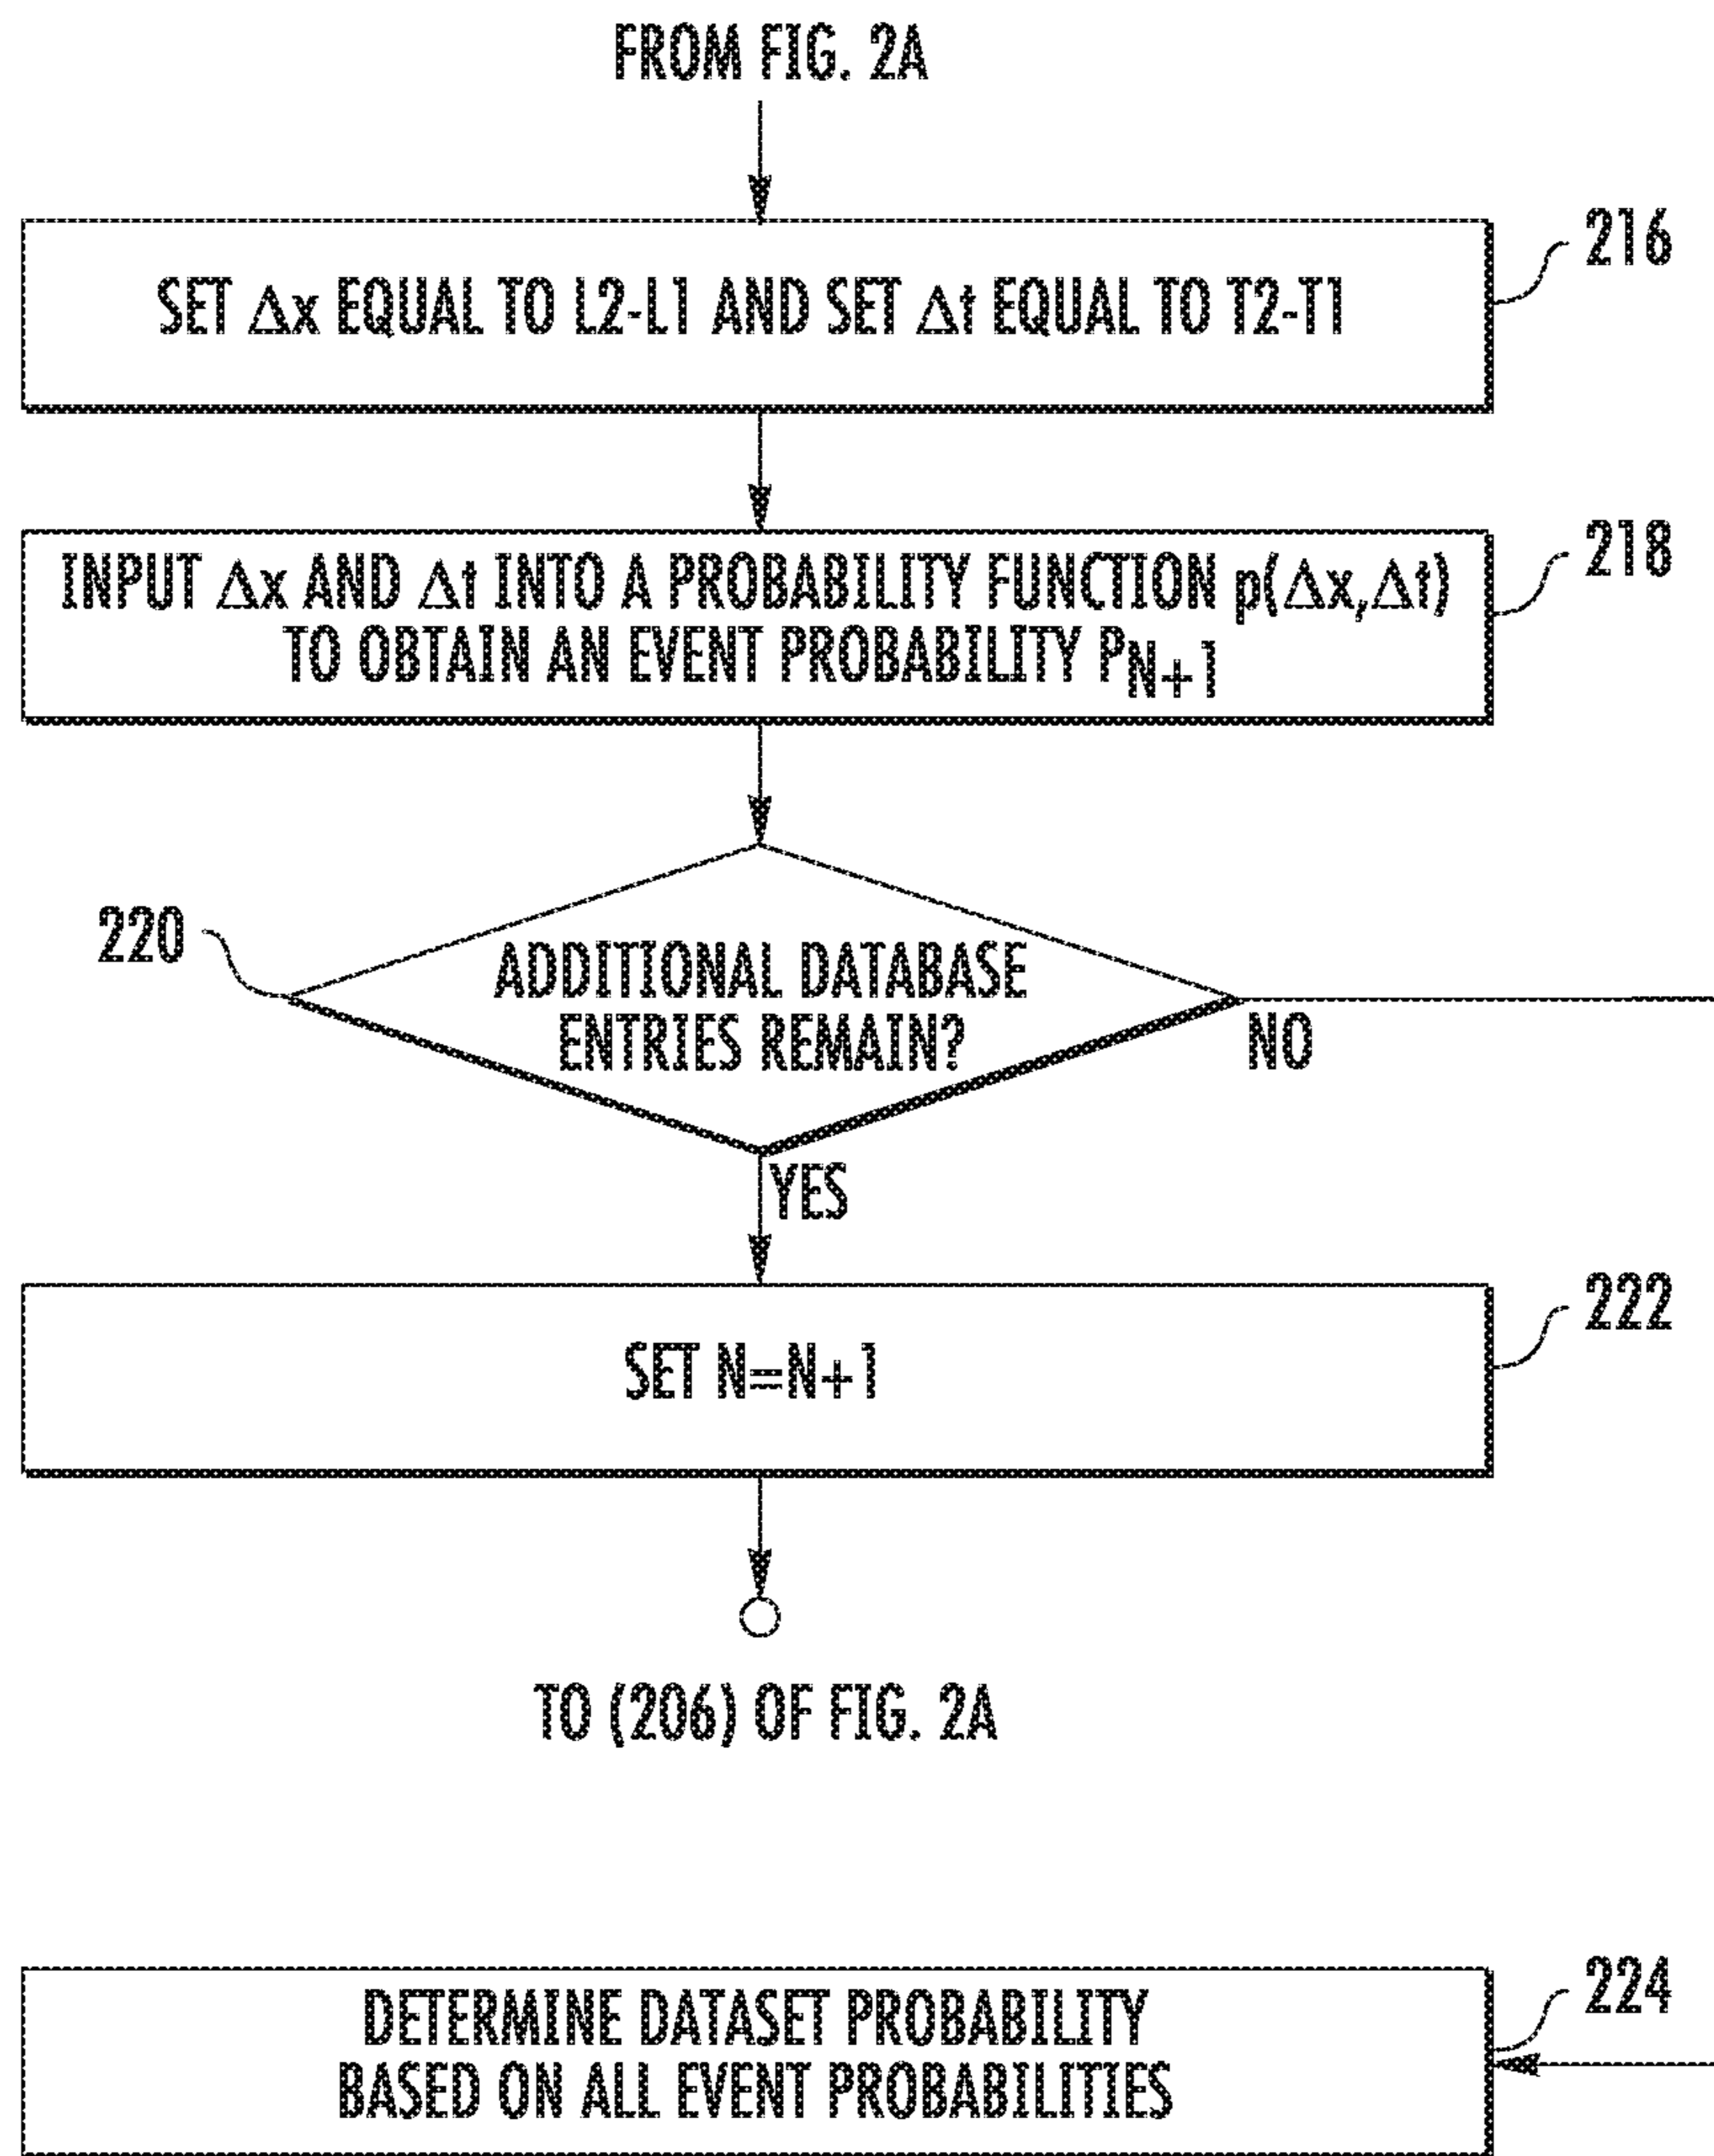 FROM FIG. 2A
216
SET Δx EQUAL TO L2-L1 AND SET Δt EQUAL TO T2-T1
218
INPUT Δx AND Δt INTO A PROBABILITY FUNCTION p(Δx,Δt)
TO OBTAIN AN EVENT PROBABILITY PN+1
220
ADDITIONAL DATABASE
ENTRIES REMAIN?
NO
YES
222
SET N=N+1
TO (206) OF FIG. 2A
224
DETERMINE DATASET PROBABILITY
BASED ON ALL EVENT PROBABILITIES